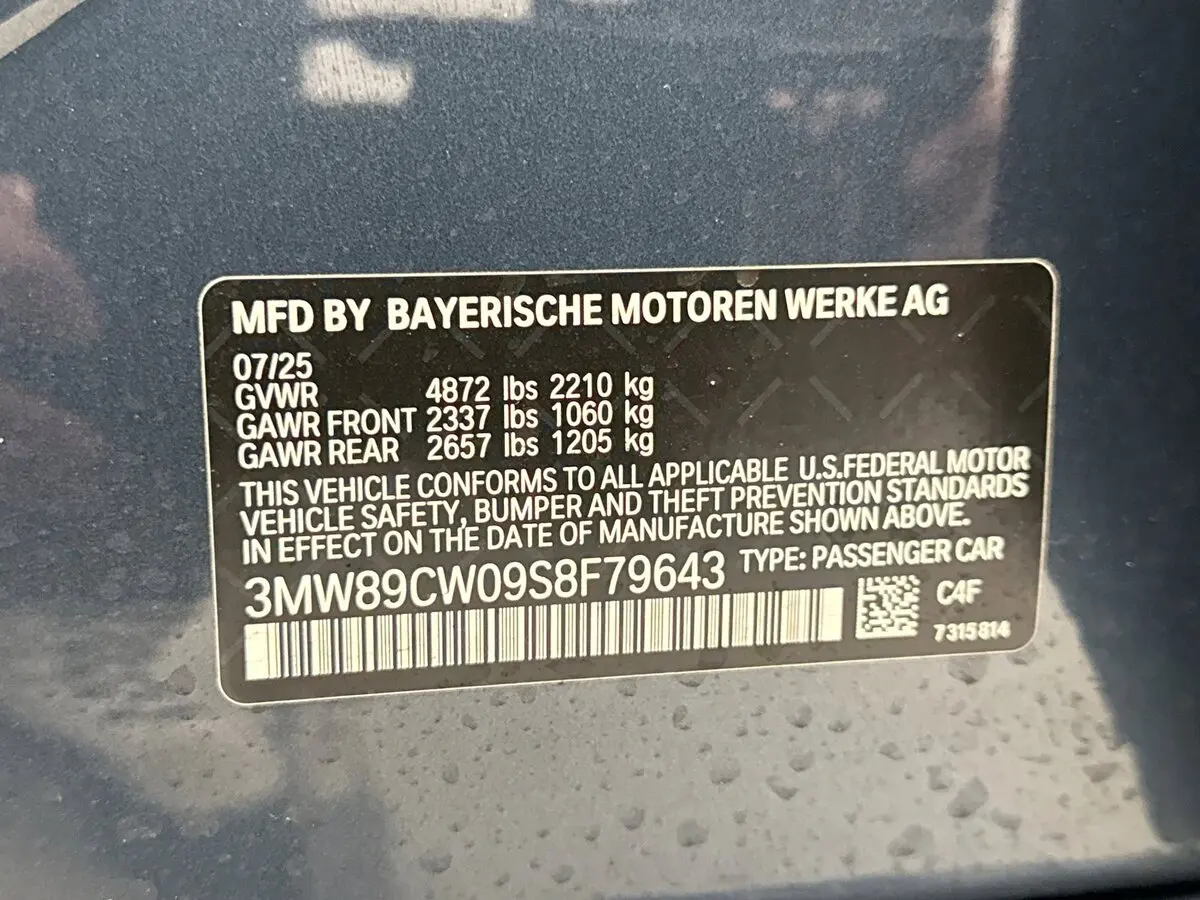 MFD BY BAYERISCHE MOTOREN WERKE AG
07/25
GVWR 4872 lbs 2210 kg
GAWR FRONT 2337 lbs 1060 kg
GAWR REAR 2657 lbs 1205 kg
THIS VEHICLE CONFORMS TO ALL APPLICABLE U.S.FEDERAL MOTOR
VEHICLE SAFETY, BUMPER AND THEFT PREVENTION STANDARDS
IN EFFECT ON THE DATE OF MANUFACTURE SHOWN ABOVE.
3MW89CW09S8F79643 TYPE: PASSENGER CAR
C4F
7315814